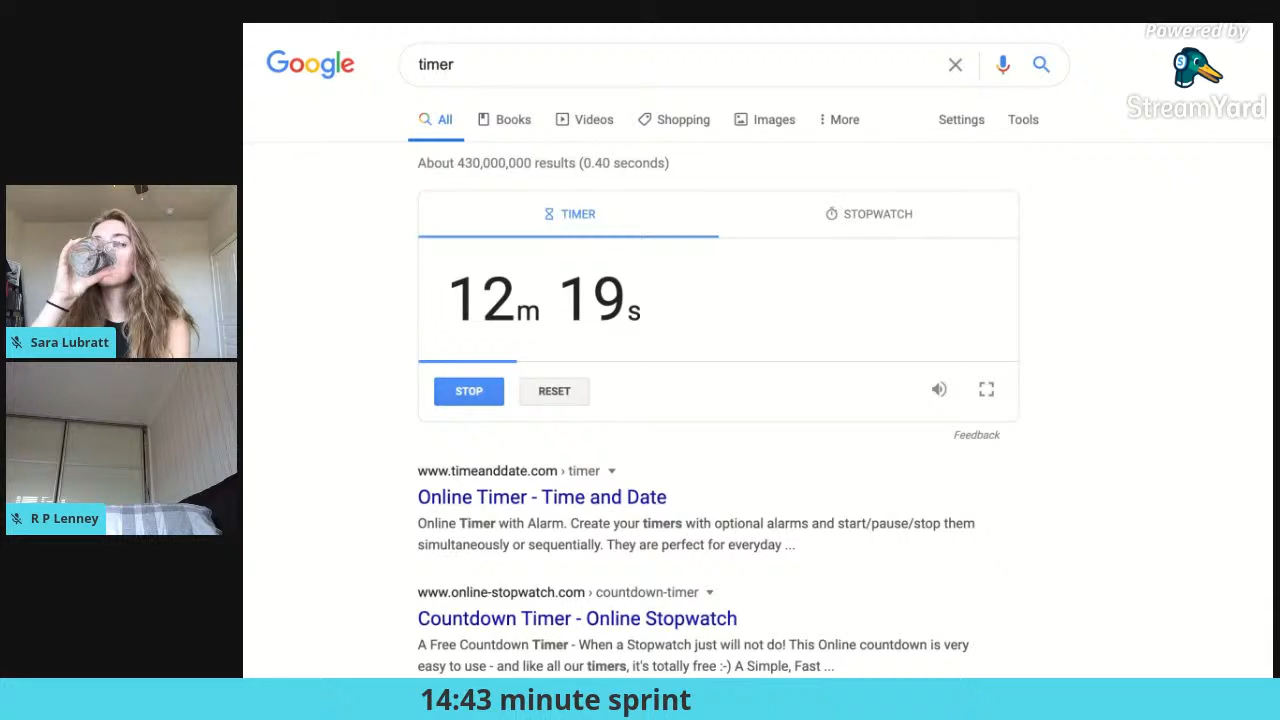 Powered by
StreamYard
Google
timer
All
Books
Videos
Shopping
Images
More
Settings
Tools
About 430,000,000 results (0.40 seconds)
TIMER
STOPWATCH
12m 19s
STOP
RESET
Feedback
www.timeanddate.com › timer
Online Timer - Time and Date
Online Timer with Alarm. Create your timers with optional alarms and start/pause/stop them
simultaneously or sequentially. They are perfect for everyday ...
www.online-stopwatch.com › countdown-timer
Countdown Timer - Online Stopwatch
A Free Countdown Timer - When a Stopwatch just will not do! This Online countdown is very
easy to use - and like all our timers, it's totally free :-) A Simple, Fast ...
Sara Lubratt
R P Lenney
14:43 minute sprint